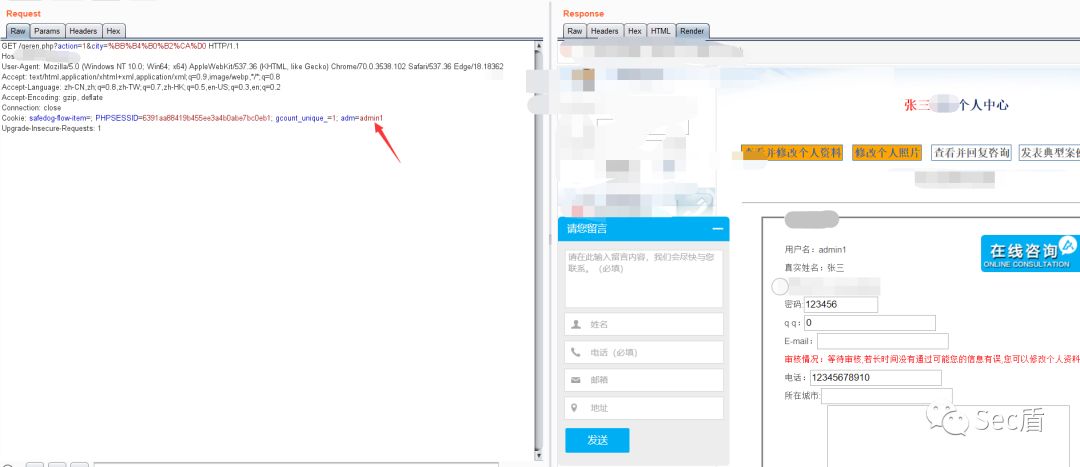 Request
Raw Params Headers Hex
GET /geren.php?action=1&city=%BB%B4%B0%B2%CA%D0 HTTP/1.1
Hos
User-Agent: Mozilla/5.0 (Windows NT 10.0; Win64; x64) AppleWebKit/537.36 (KHTML, like Gecko) Chrome/70.0.3538.102 Safari/537.36 Edge/18.18362
Accept: text/html,application/xhtml+xml,application/xml;q=0.9,image/webp,*/*;q=0.8
Accept-Language: zh-CN,zh;q=0.8,zh-TW;q=0.7,zh-HK;q=0.5,en-US;q=0.3,en;q=0.2
Accept-Encoding: gzip, deflate
Connection: close
Cookie: safedog-flow-item=; PHPSESSID=6391aa88419b455ee3a4b0abe7bc0eb1; gcount_unique_=1; adm=admin1
Upgrade-Insecure-Requests: 1
Response
Raw Headers Hex HTML Render
张三 个人中心
查看并修改个人资料 修改个人照片 查看并回复咨询 发表典型案例
请您留言
请在此输入留言内容，我们会尽快与您
联系。（必填）
姓名
电话（必填）
邮箱
地址
发送
在线咨询
ONLINE CONSULTATION
用户名：admin1
真实姓名：张三
密码:123456
q q：0
E-mail：
审核情况：等待审核,若长时间没有通过可能您的信息有误,您可以修改个人资料
电话：12345678910
所在城市:
Sec盾